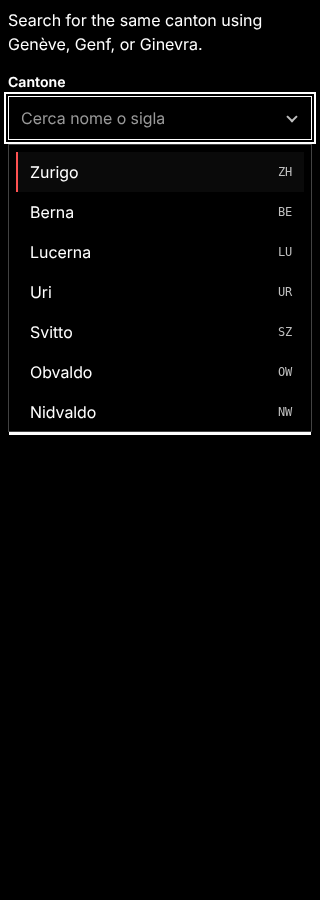 Search for the same canton using
Genève, Genf, or Ginevra.
Cantone
Cerca nome o sigla
Zurigo ZH
Berna BE
Lucerna LU
Uri UR
Svitto SZ
Obvaldo OW
Nidvaldo NW